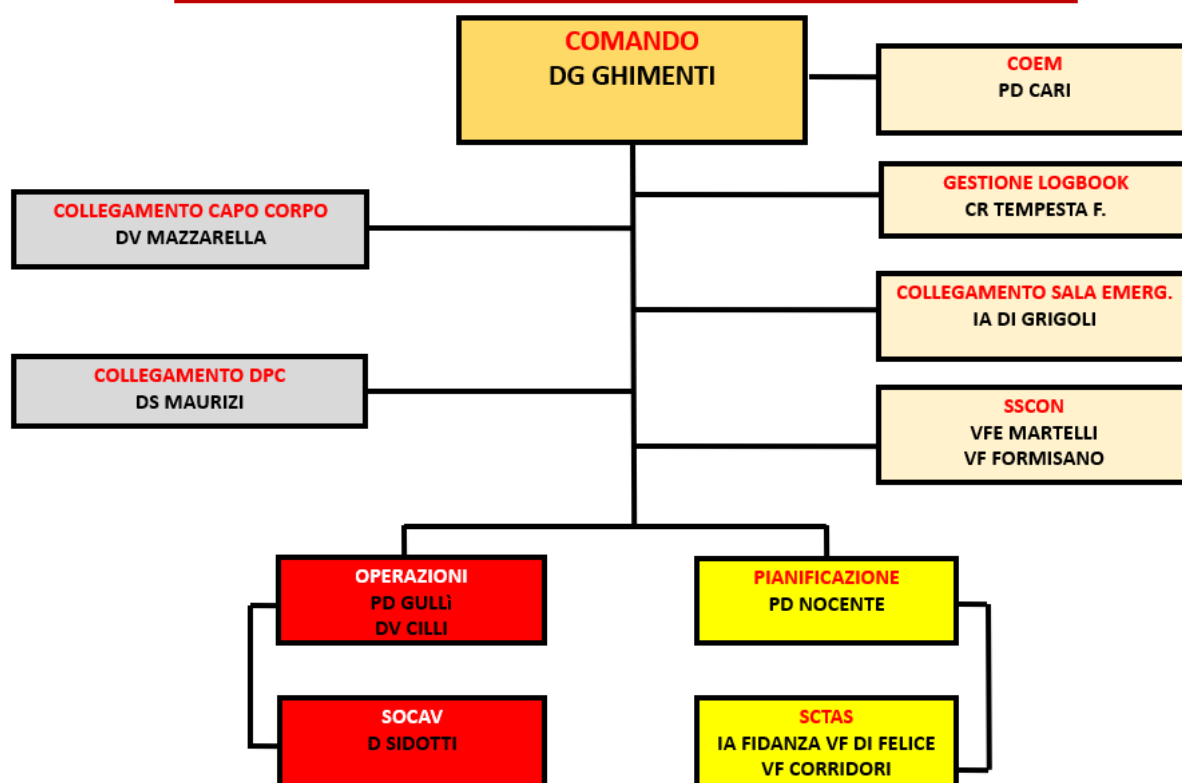 COMANDO
DG GHIMENTI
COEM
PD CARI
GESTIONE LOGBOOK
CR TEMPESTA F.
COLLEGAMENTO CAPO CORPO
DV MAZZARELLA
COLLEGAMENTO SALA EMERG.
IA DI GRIGOLI
COLLEGAMENTO DPC
DS MAURIZI
SSCON
VFE MARTELLI
VF FORMISANO
OPERAZIONI
PD GULLì
DV CILLI
PIANIFICAZIONE
PD NOCENTE
SOCAV
D SIDOTTI
SCTAS
IA FIDANZA VF DI FELICE
VF CORRIDORI